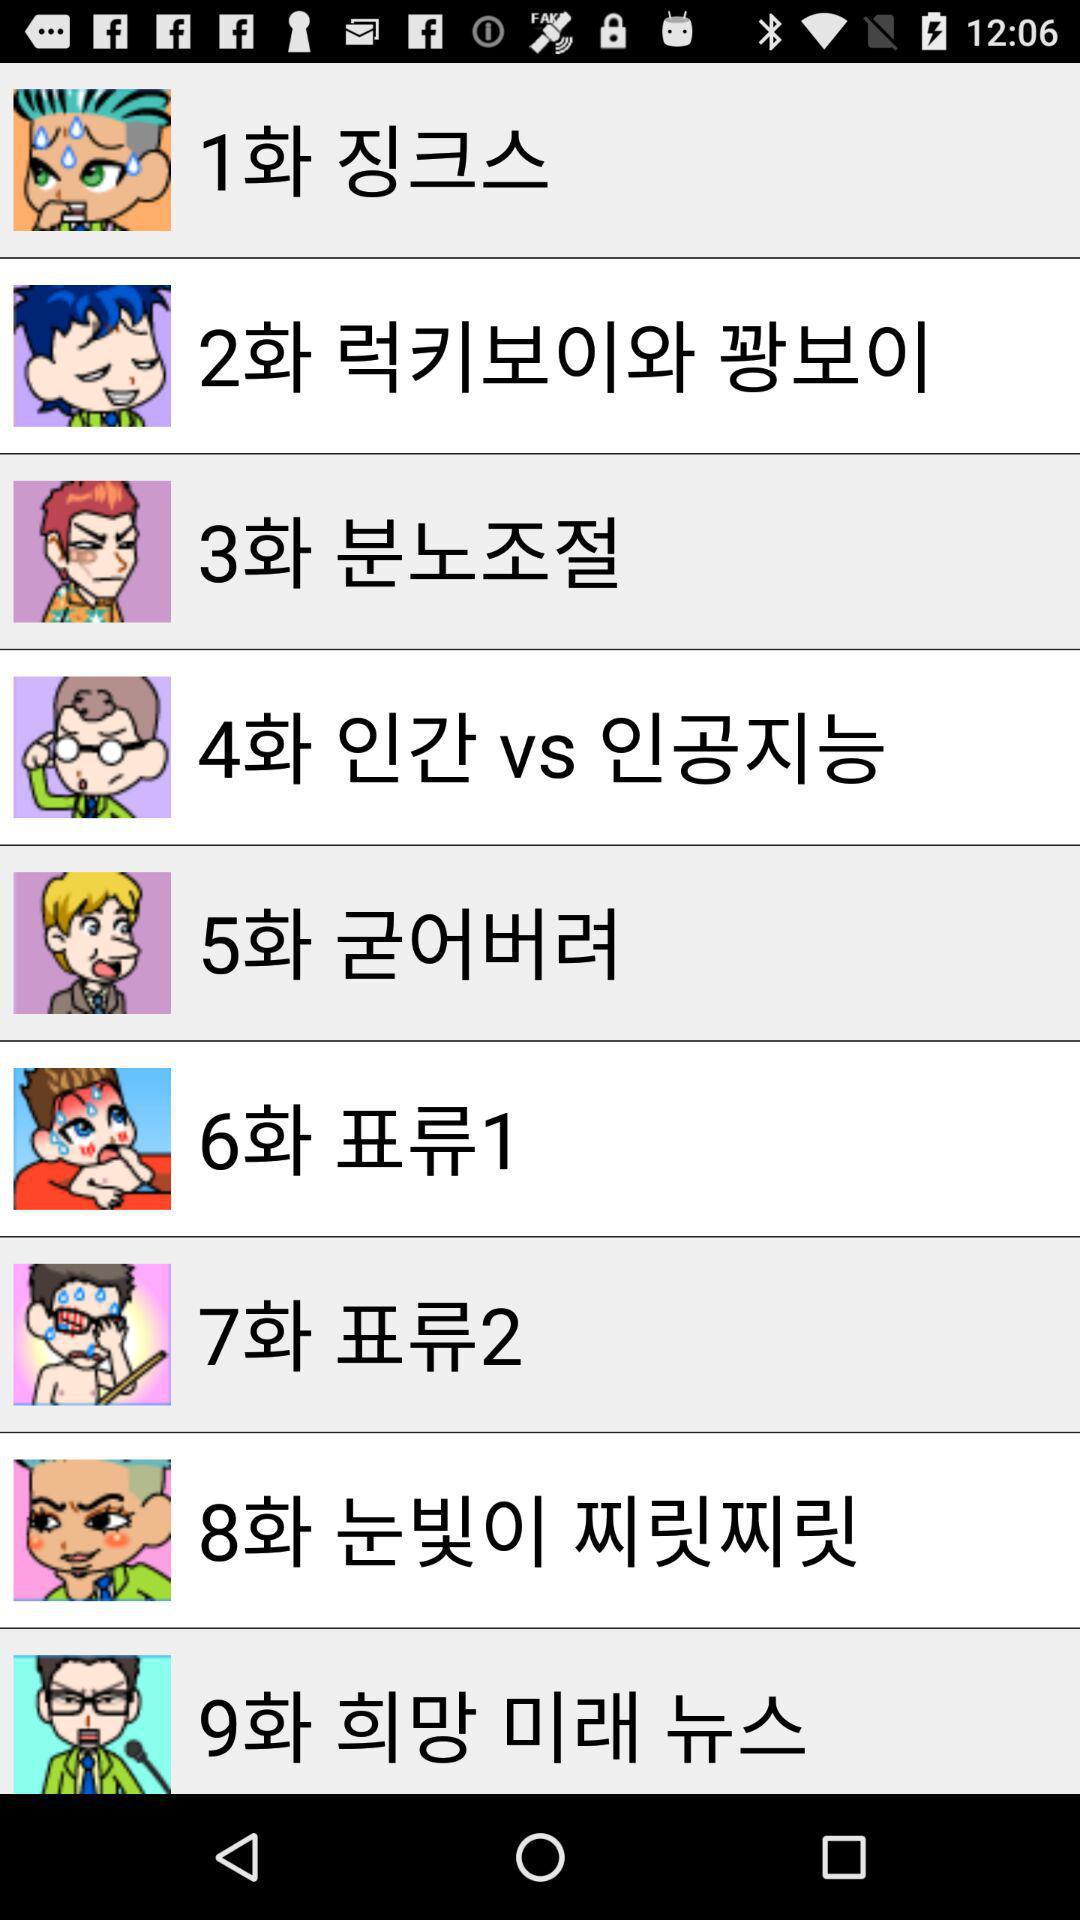 FAKE
12:06
1화 징크스
2화 럭키보이와 꽝보이
3화 분노조절
4화 인간 vs 인공지능
5화 굳어버려
6화 표류1
7화 표류2
8화 눈빛이 찌릿찌릿
9화 희망 미래 뉴스